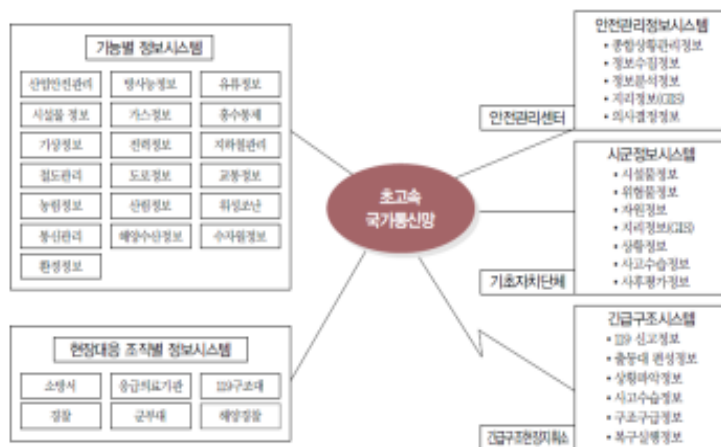 기능별 정보시스템
산업안전관리 방사능정보 유류정보
시설물 정보 가스정보 홍수통제
기상정보 전력정보 지하철관리
철도관리 도로정보 교통정보
농림정보 산림정보 위성조난
통신관리 해양수산정보 수자원정보
환경정보
현장대응 조직별 정보시스템
소방서 응급의료기관 119구조대
경찰 군부대 해양경찰
초고속
국가통신망
안전관리정보시스템
• 종합상황관리정보
• 정보수집정보
• 정보분석정보
• 지리정보(GIS)
• 의사결정정보
안전관리센터
시군정보시스템
• 시설물정보
• 위험물정보
• 자원정보
• 지리정보(GIS)
• 상황정보
• 사고수습정보
• 사후평가정보
기초자치단체
긴급구조시스템
• 119 신고정보
• 출동대 편성정보
• 상황파악정보
• 사고수습정보
• 구조구급정보
• 복구실행정보
긴급구조현장지휘소